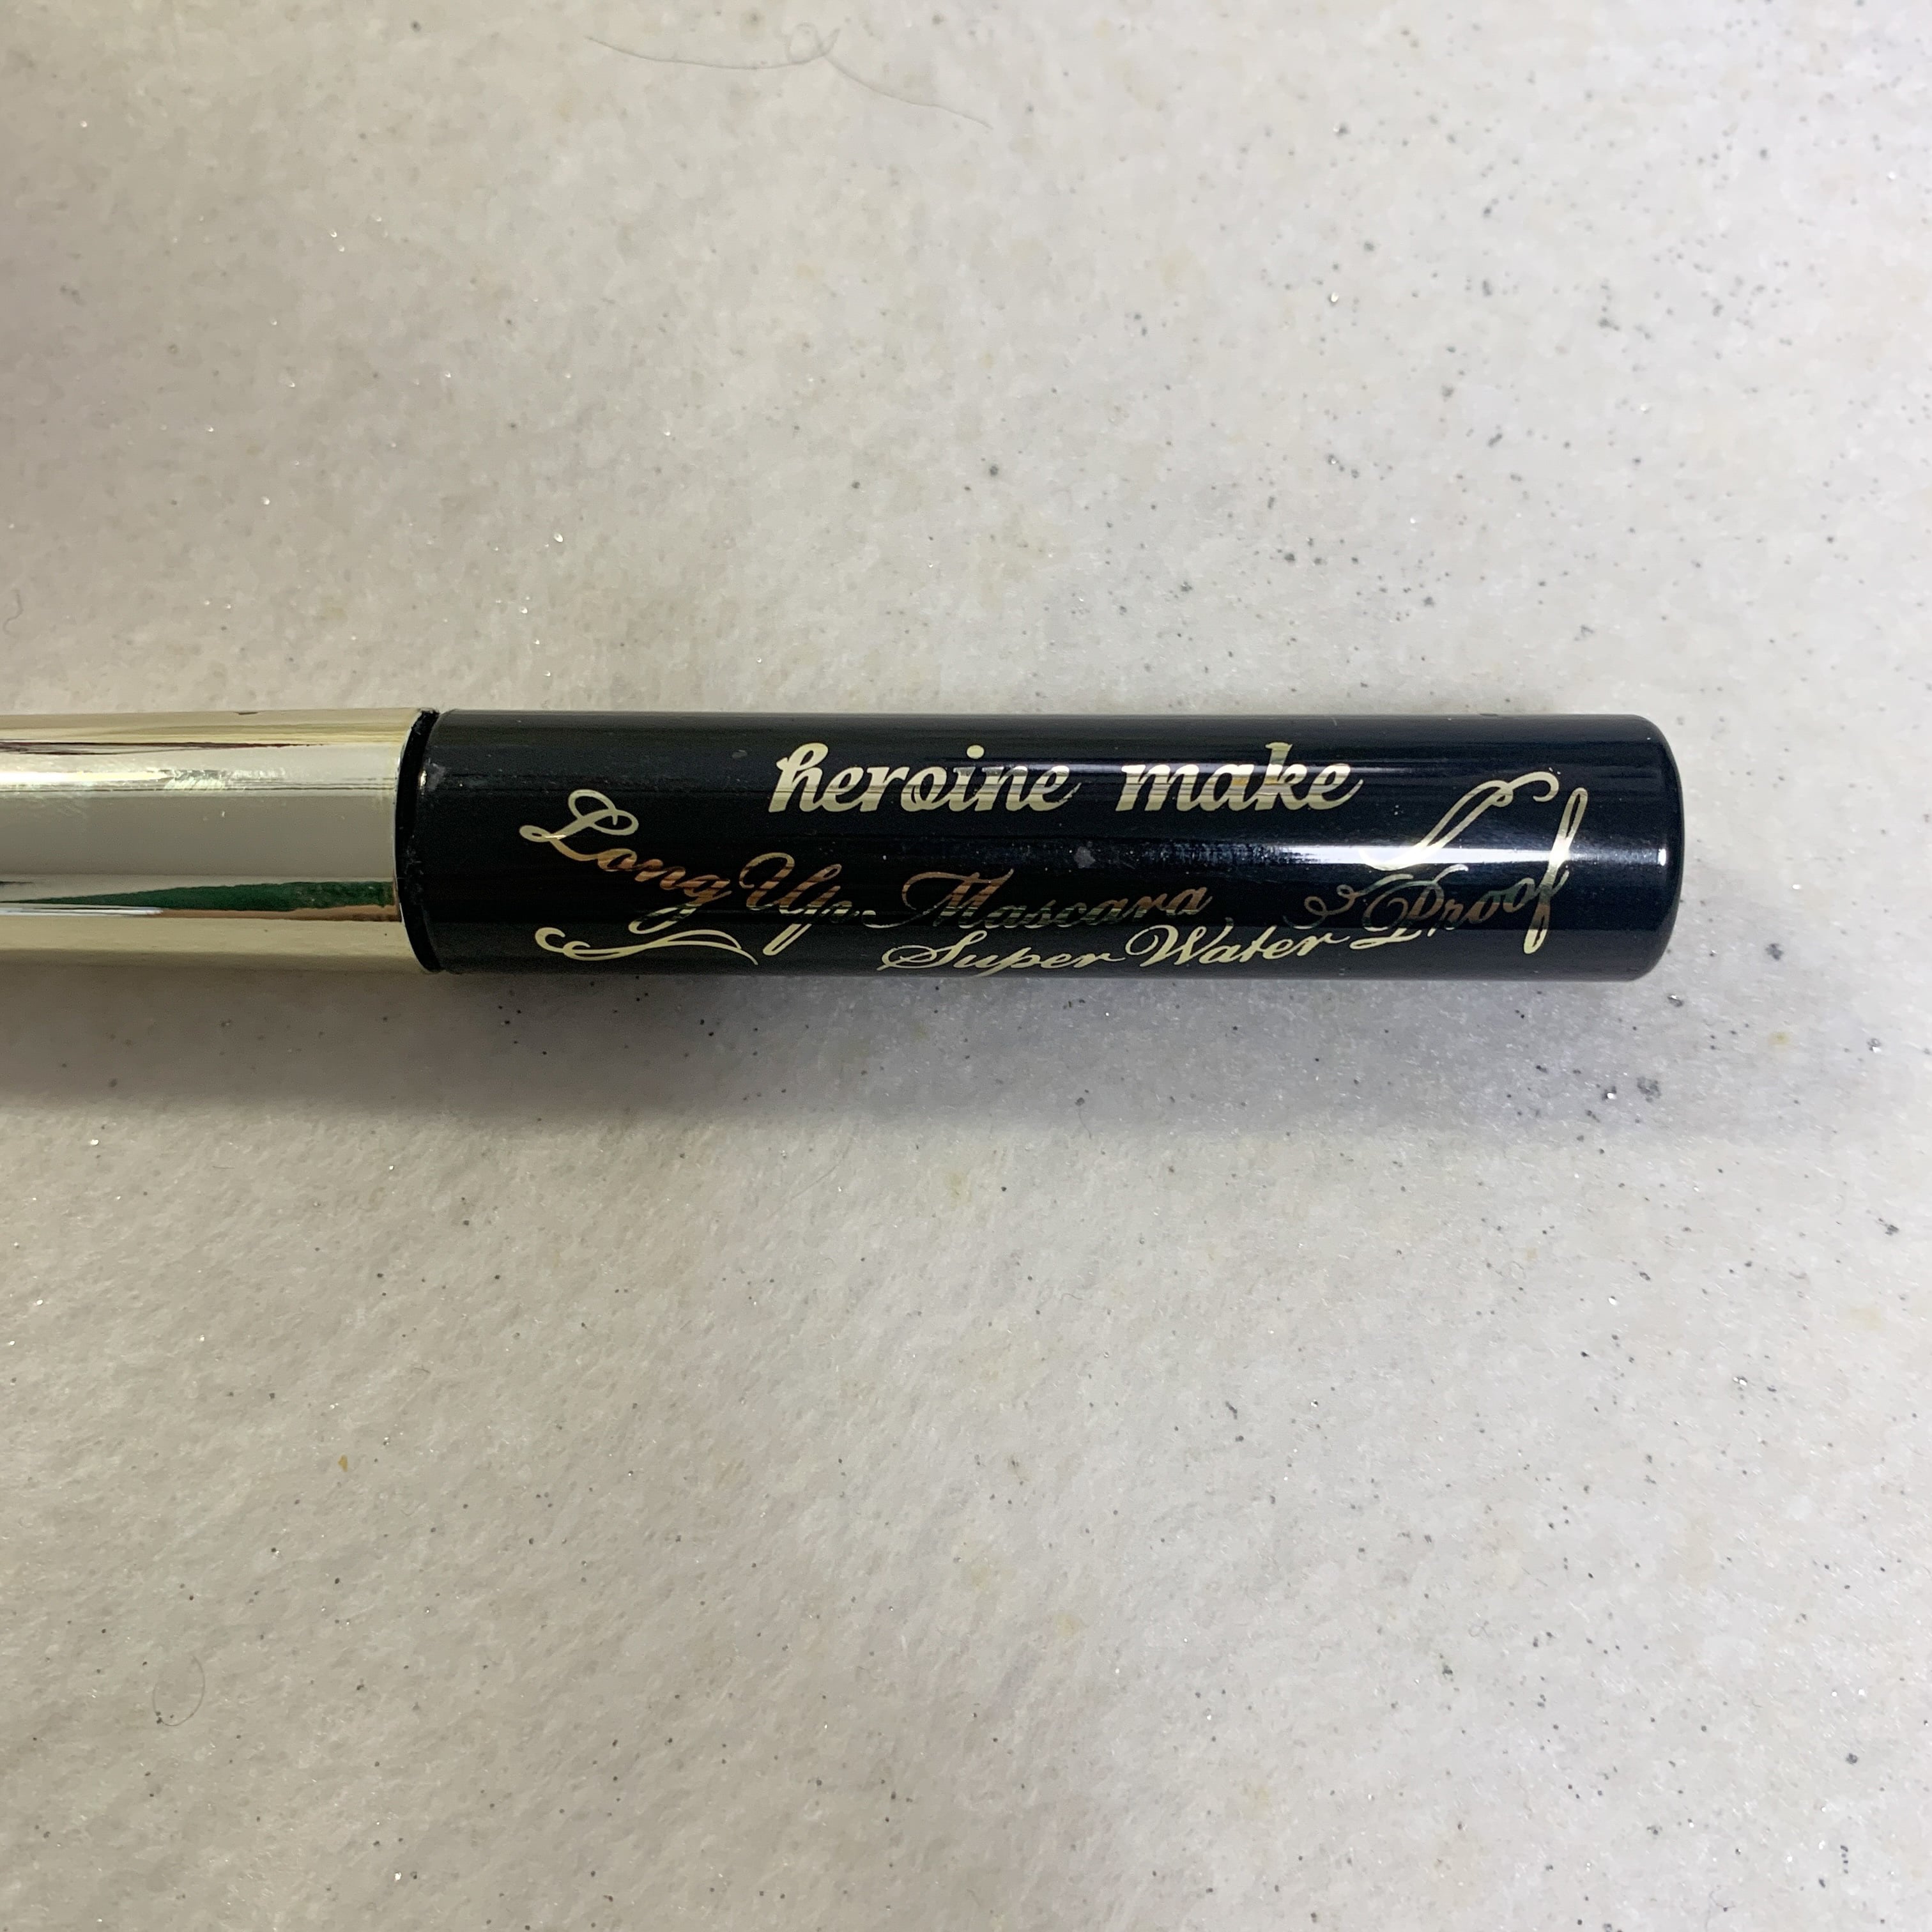 heroine make
Long Up Mascara
Super Water Proof